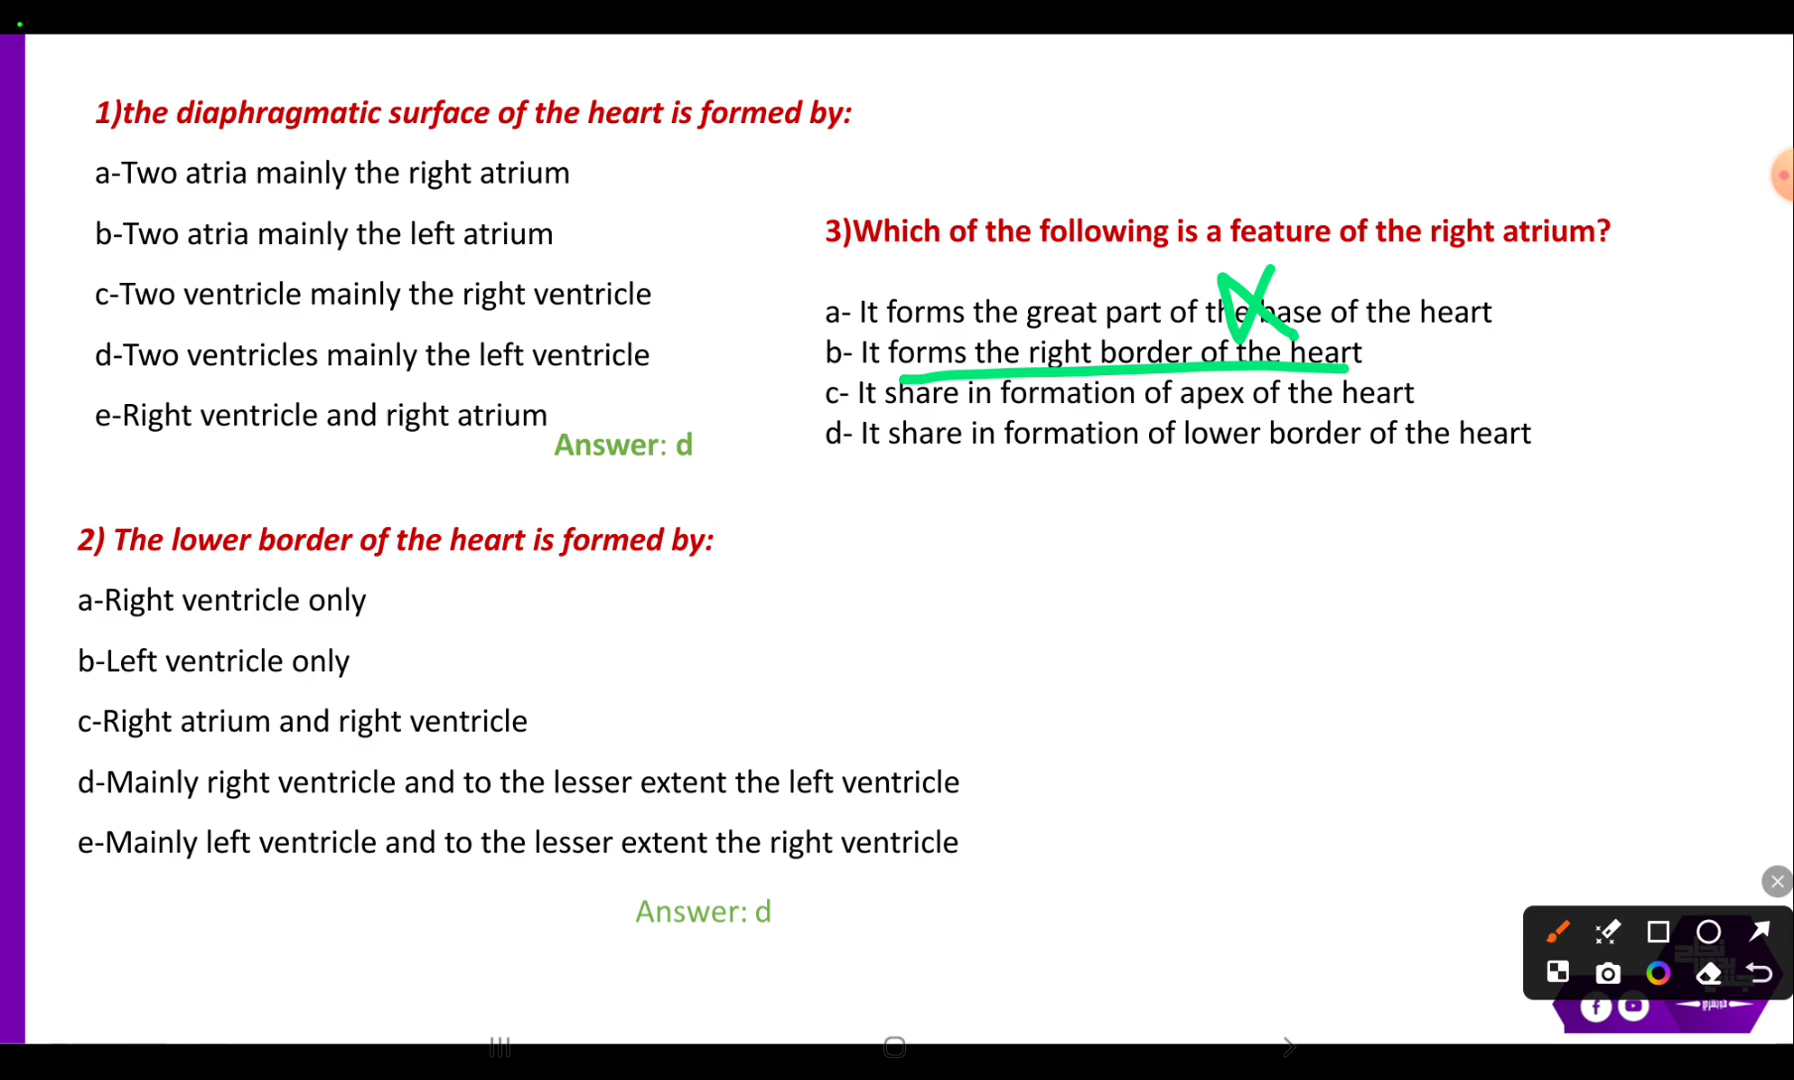 1)the diaphragmatic surface of the heart is formed by:
a-Two atria mainly the right atrium
b-Two atria mainly the left atrium
c-Two ventricle mainly the right ventricle
d-Two ventricles mainly the left ventricle
e-Right ventricle and right atrium
Answer: d
2) The lower border of the heart is formed by:
a-Right ventricle only
b-Left ventricle only
c-Right atrium and right ventricle
d-Mainly right ventricle and to the lesser extent the left ventricle
e-Mainly left ventricle and to the lesser extent the right ventricle
Answer: d
3)Which of the following is a feature of the right atrium?
a- It forms the great part of the base of the heart
b- It forms the right border of the heart
c- It share in formation of apex of the heart
d- It share in formation of lower border of the heart